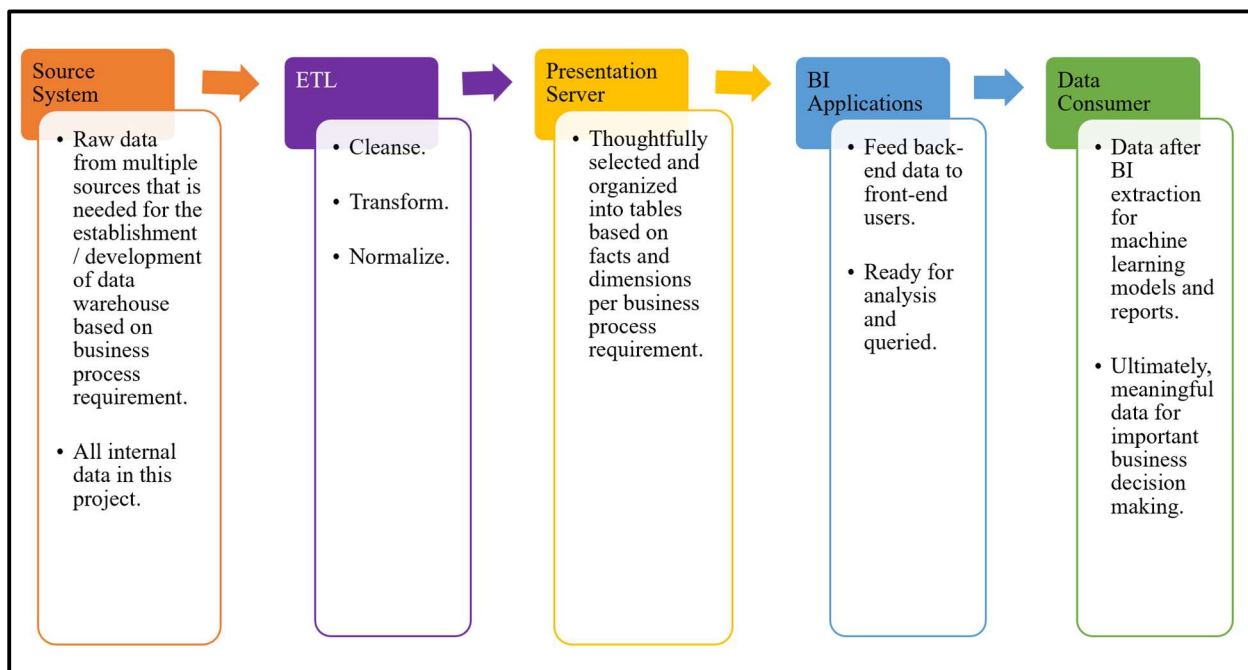 Source
System
• Raw data
from multiple
sources that is
needed for the
establishment
/ development
of data
warehouse
based on
business
process
requirement.
• All internal
data in this
project.
ETL
• Cleanse.
• Transform.
• Normalize.
Presentation
Server
• Thoughtfully
selected and
organized
into tables
based on
facts and
dimensions
per business
process
requirement.
BI
Applications
• Feed back-
end data to
front-end
users.
• Ready for
analysis
and
queried.
Data
Consumer
• Data after
BI
extraction
for
machine
learning
models and
reports.
• Ultimately,
meaningful
data for
important
business
decision
making.